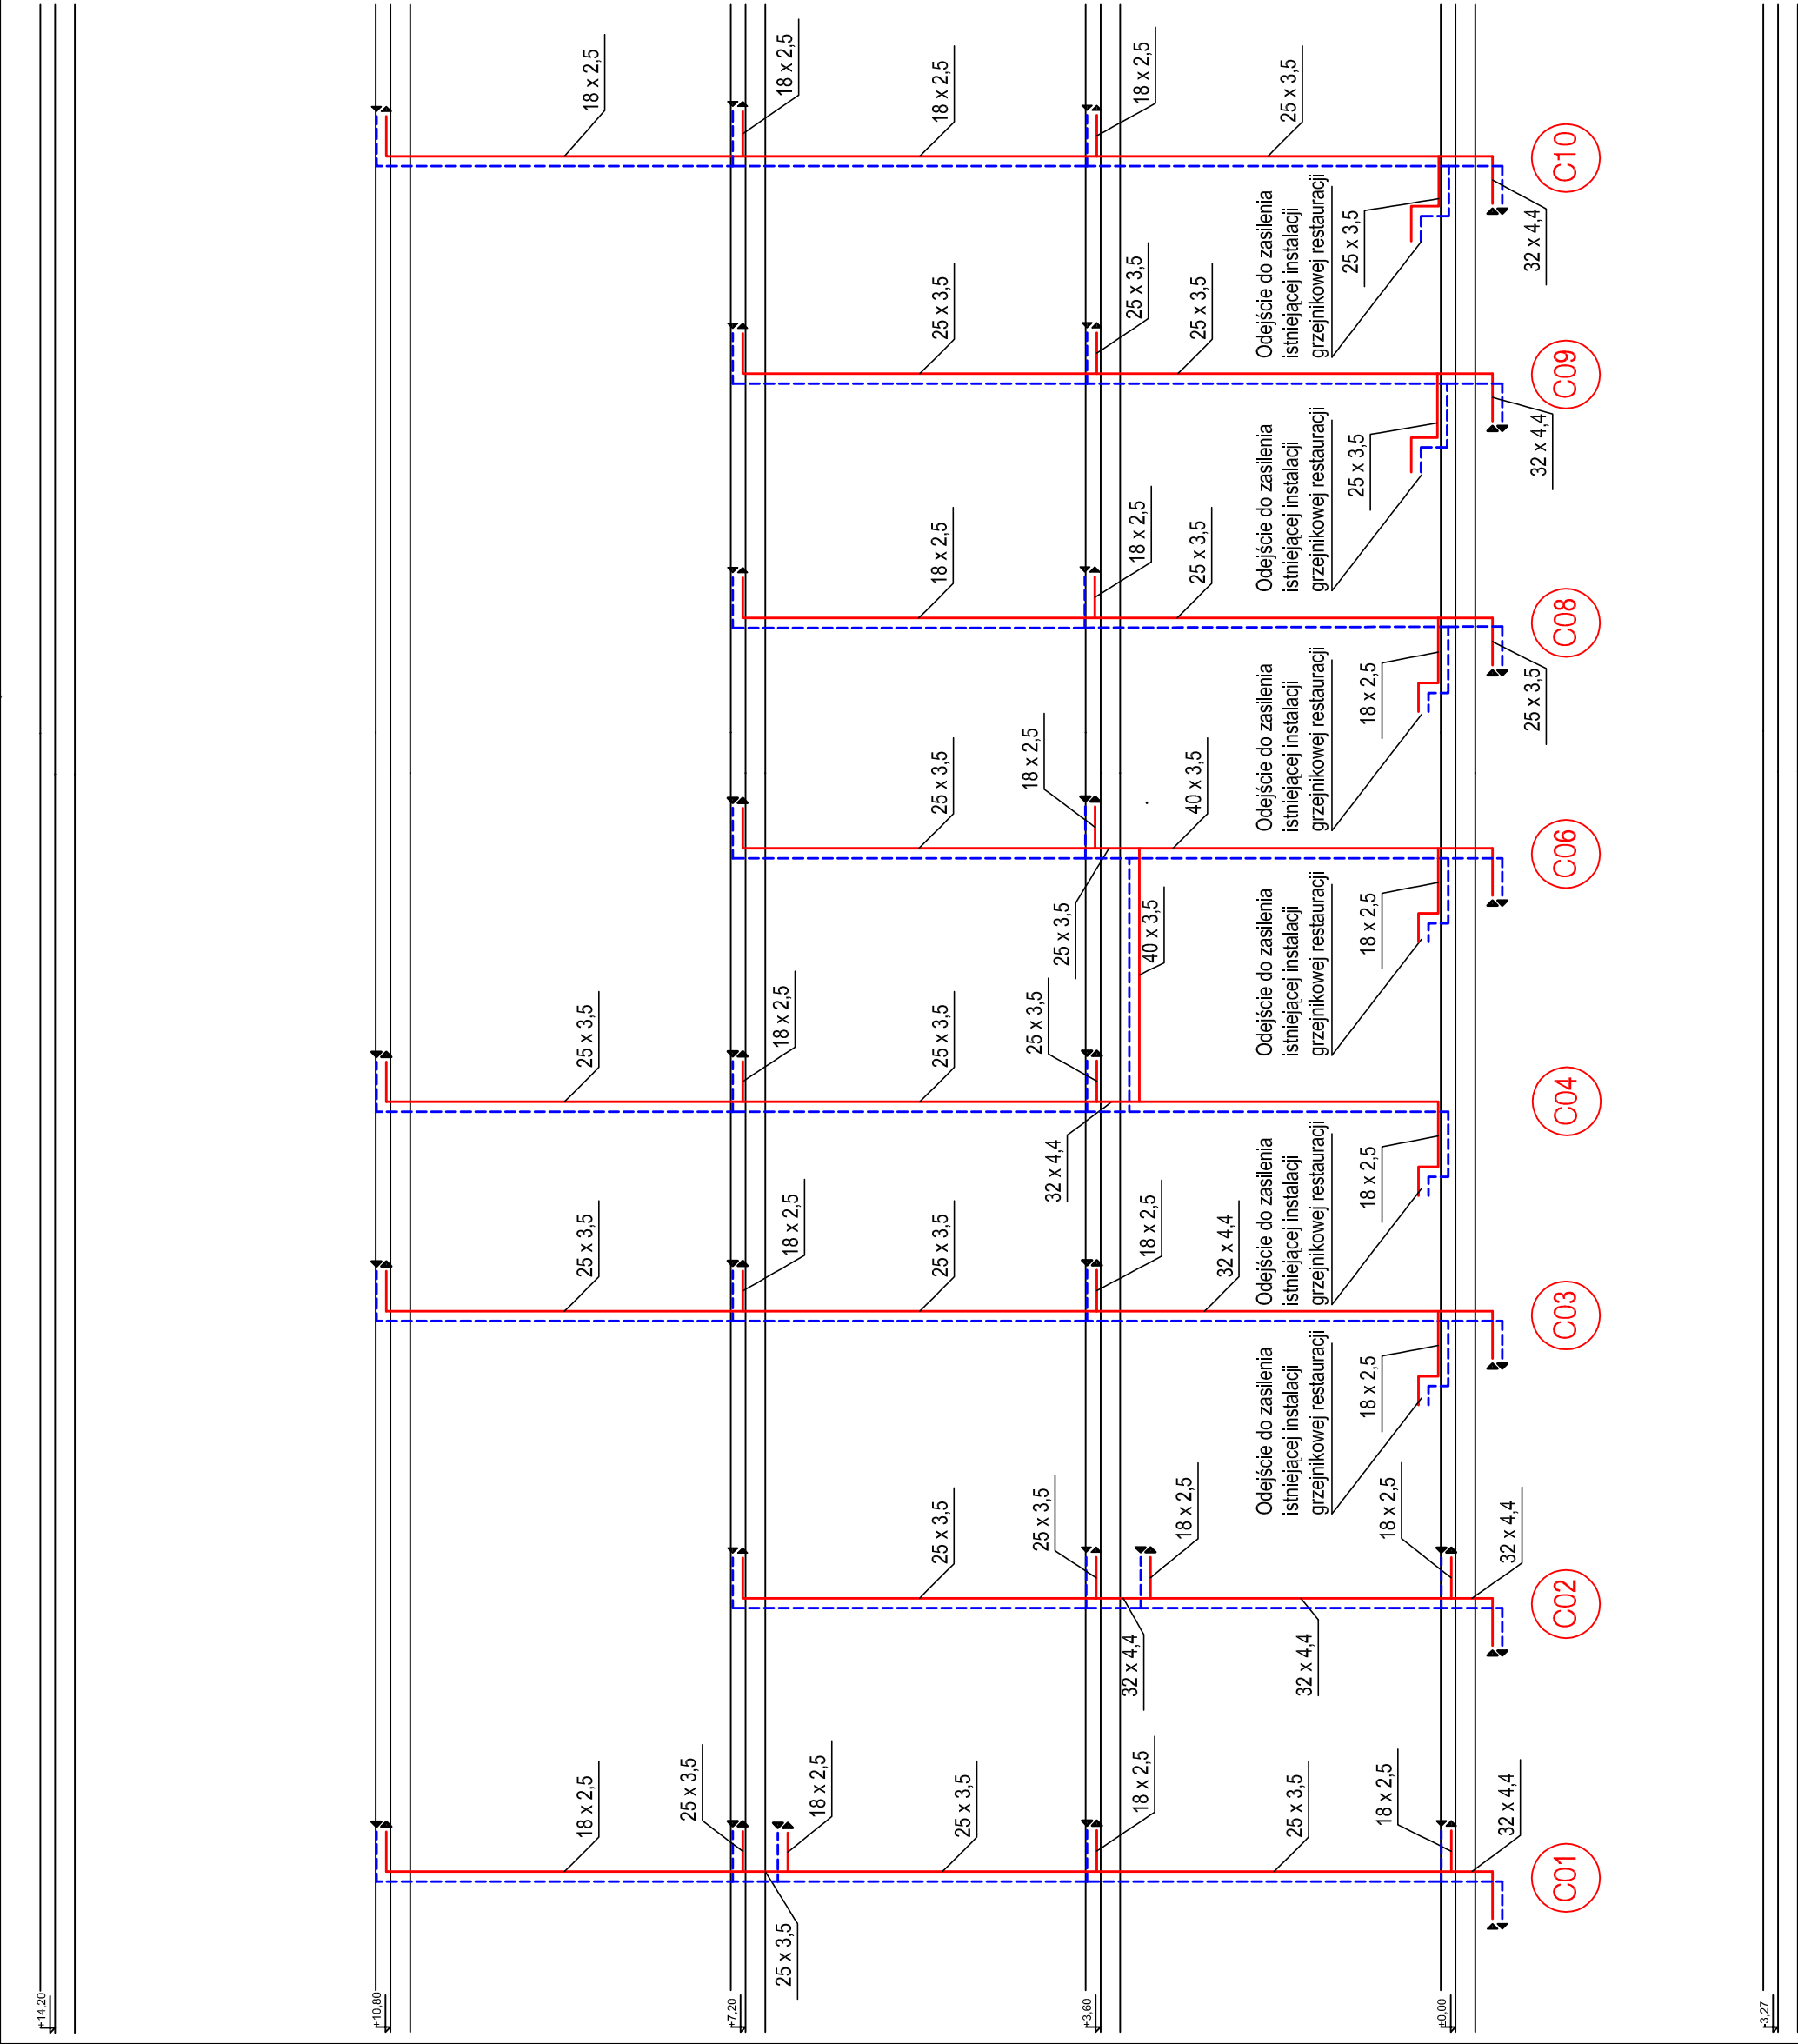 +14,20
+10,80
18 x 2,5
25 x 3,5
25 x 3,5
18 x 2,5
25 x 3,5
+7,20
25 x 3,5
18 x 2,5
18 x 2,5
18 x 2,5
18 x 2,5
25 x 3,5
25 x 3,5
25 x 3,5
25 x 3,5
25 x 3,5
18 x 2,5
25 x 3,5
18 x 2,5
25 x 3,5
32 x 4,4
25 x 3,5
25 x 3,5
18 x 2,5
+3,60
18 x 2,5
32 x 4,4
18 x 2,5
18 x 2,5
40 x 3,5
18 x 2,5
25 x 3,5
18 x 2,5
25 x 3,5
32 x 4,4
32 x 4,4
40 x 3,5
25 x 3,5
25 x 3,5
25 x 3,5
Odejście do zasilenia
istniejącej instalacji
grzejnikowej restauracji
Odejście do zasilenia
istniejącej instalacji
grzejnikowej restauracji
Odejście do zasilenia
istniejącej instalacji
grzejnikowej restauracji
Odejście do zasilenia
istniejącej instalacji
grzejnikowej restauracji
Odejście do zasilenia
istniejącej instalacji
grzejnikowej restauracji
Odejście do zasilenia
istniejącej instalacji
grzejnikowej restauracji
18 x 2,5
18 x 2,5
18 x 2,5
18 x 2,5
18 x 2,5
18 x 2,5
25 x 3,5
25 x 3,5
±0,00
32 x 4,4
32 x 4,4
25 x 3,5
32 x 4,4
32 x 4,4
C01
C02
C03
C04
C06
C08
C09
C10
-3,27